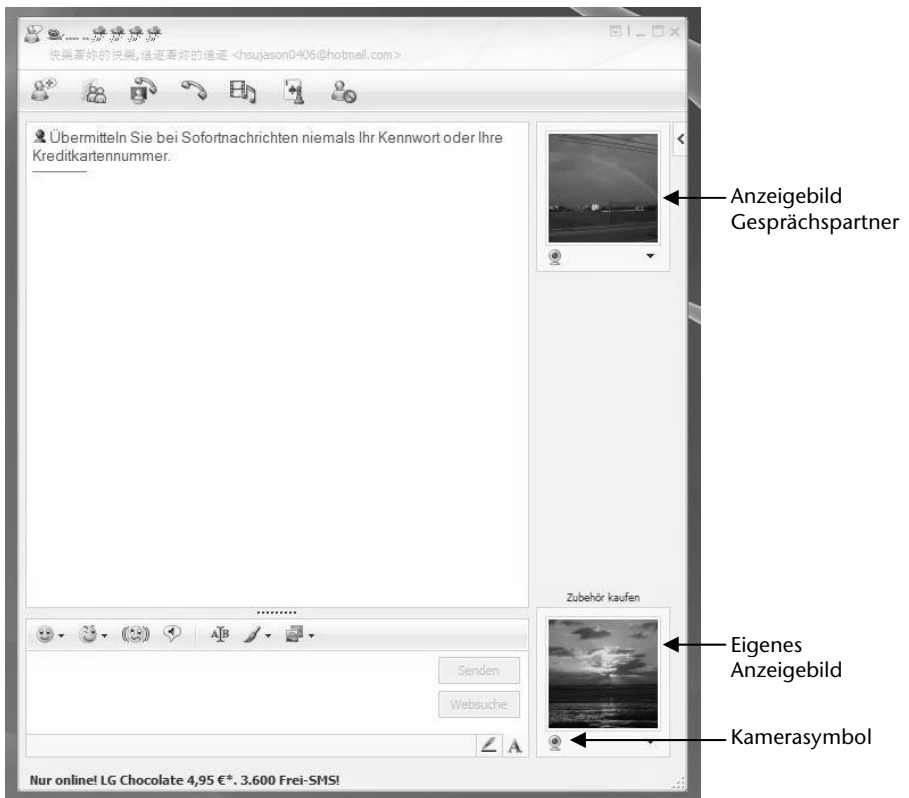 快樂著妳的快樂,追逐著妳的追逐 <hsujason0406@hotmail.com>
Übermitteln Sie bei Sofortnachrichten niemals Ihr Kennwort oder Ihre
Kreditkartennummer.
Anzeigebild
Gesprächspartner
Zubehör kaufen
Eigenes
Anzeigebild
Senden
Websuche
Kamerasymbol
Nur online! LG Chocolate 4,95 €*. 3.600 Frei-SMS!